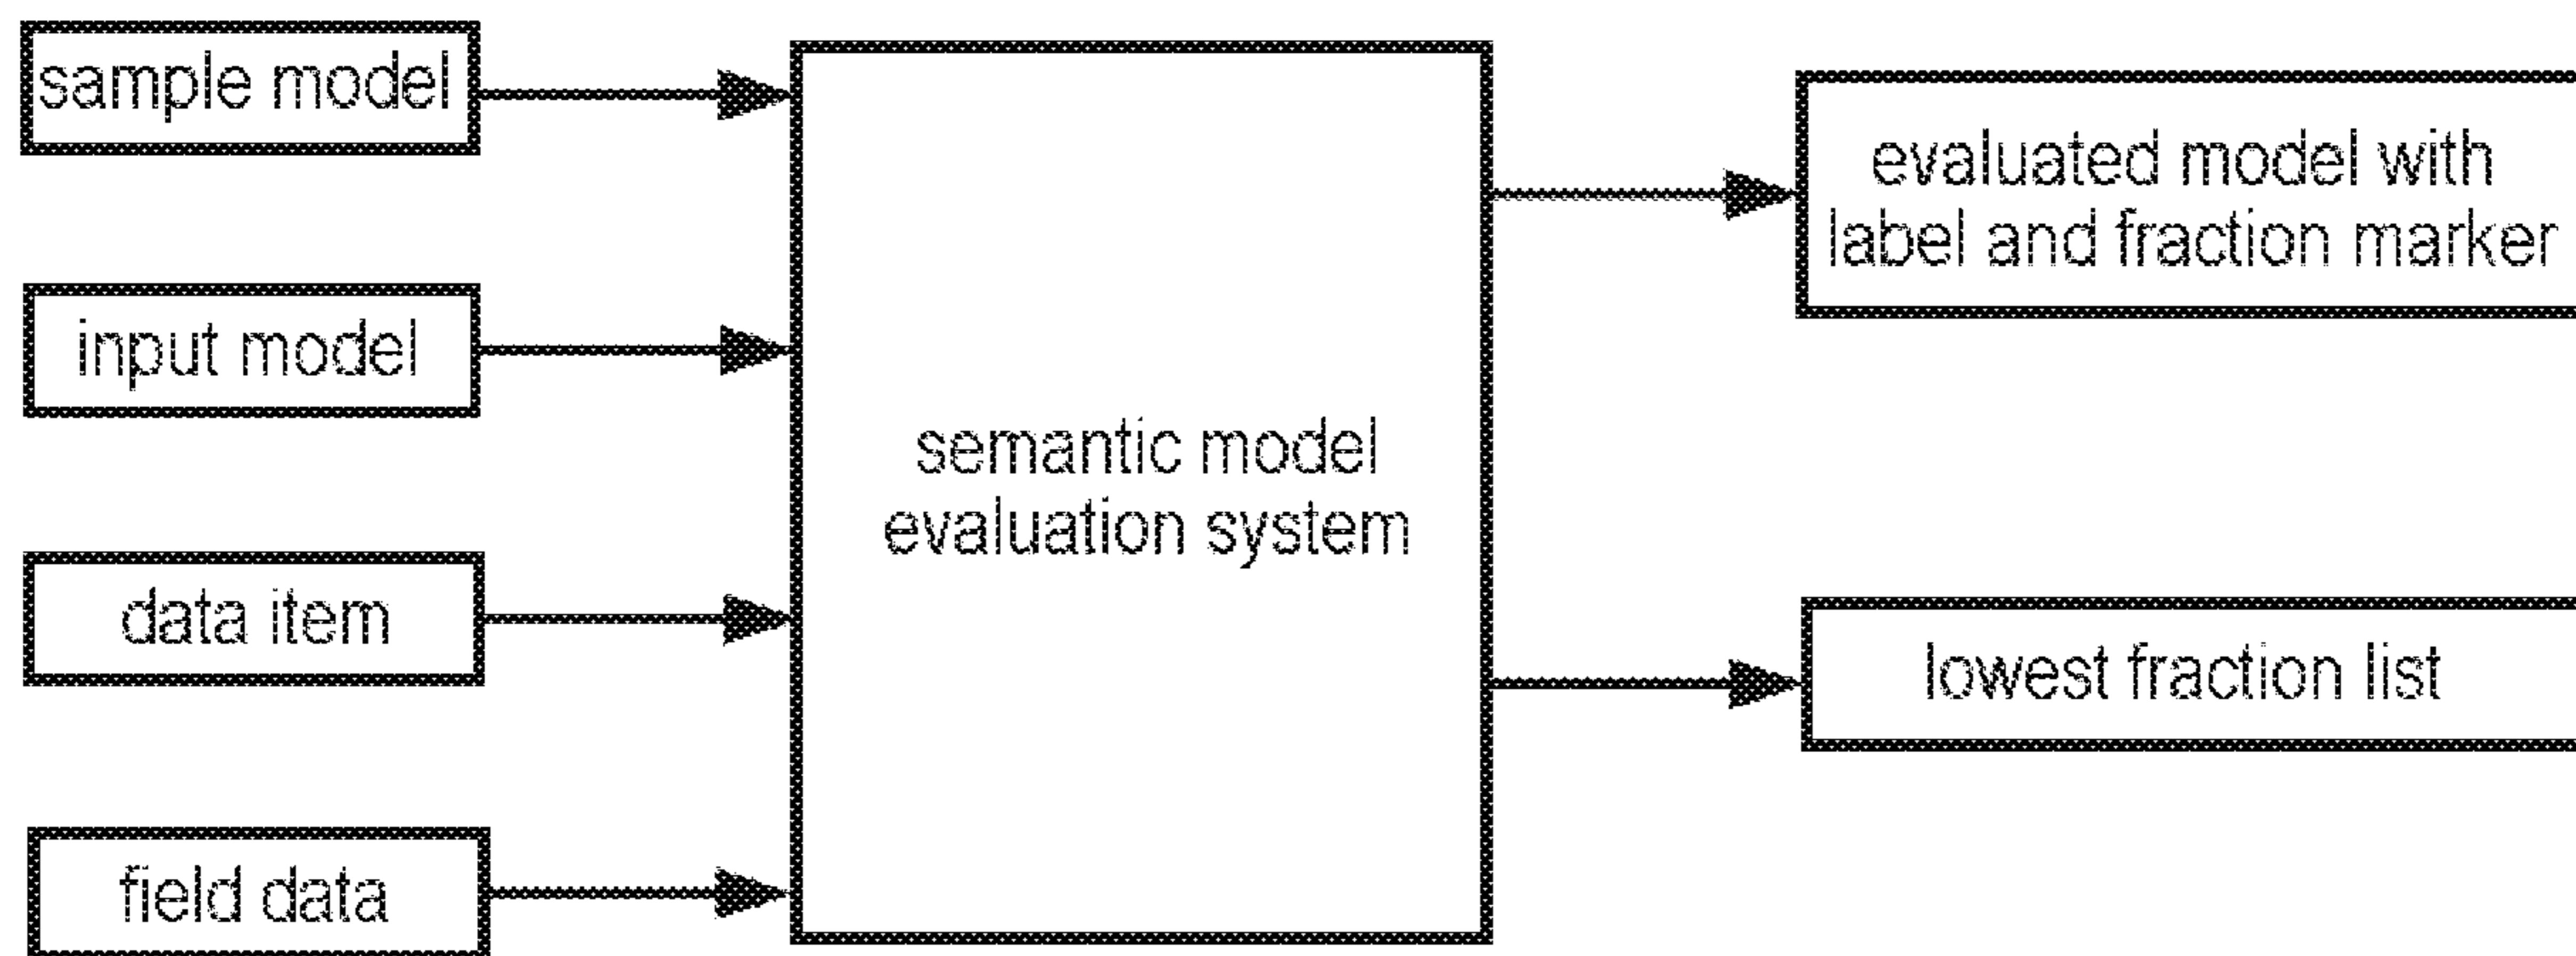 sample model
input model
data item
field data
semantic model
evaluation system
evaluated model with
label and fraction marker
lowest fraction list